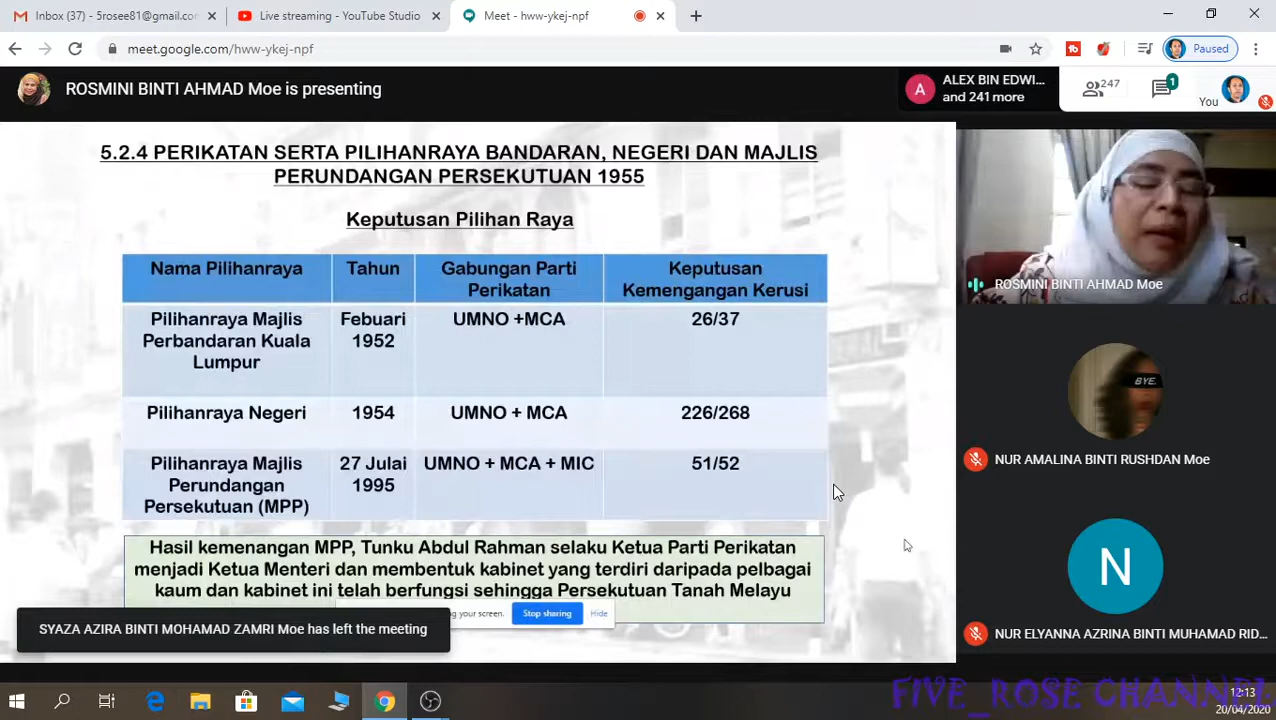 Inbox (37) - 5rosee81@gmail.co
Live streaming - YouTube Studio
Meet - hww-ykej-npf
meet.google.com/hww-ykej-npf
Paused
ROSMINI BINTI AHMAD Moe is presenting
A
ALEX BIN EDWI...
and 241 more
247
1
You
5.2.4 PERIKATAN SERTA PILIHANRAYA BANDARAN, NEGERI DAN MAJLIS
PERUNDANGAN PERSEKUTUAN 1955
Keputusan Pilihan Raya
Nama Pilihanraya
Tahun
Gabungan Parti
Perikatan
Keputusan
Kemengangan Kerusi
Pilihanraya Majlis
Perbandaran Kuala
Lumpur
Febuari
1952
UMNO +MCA
26/37
Pilihanraya Negeri
1954
UMNO + MCA
226/268
Pilihanraya Majlis
Perundangan
Persekutuan (MPP)
27 Julai
1995
UMNO + MCA + MIC
51/52
Hasil kemenangan MPP, Tunku Abdul Rahman selaku Ketua Parti Perikatan
menjadi Ketua Menteri dan membentuk kabinet yang terdiri daripada pelbagai
kaum dan kabinet ini telah berfungsi sehingga Persekutuan Tanah Melayu
your screen.
Stop sharing
Hide
SYAZA AZIRA BINTI MOHAMAD ZAMRI Moe has left the meeting
ROSMINI BINTI AHMAD Moe
BYE.
NUR AMALINA BINTI RUSHDAN Moe
N
NUR ELYANNA AZRINA BINTI MUHAMAD RID...
FIVE_ROSE CHANNEL
12:13
20/04/2020